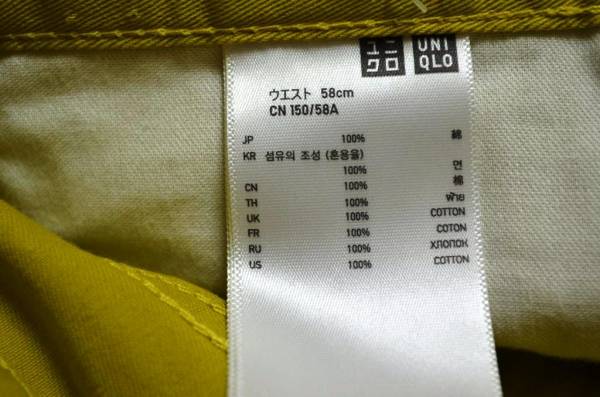 ユニ UNI
クロ QLO
ウエスト 58cm
CN 150/58A
JP 100% 綿
KR 섬유의 조성 (혼용율)
100% 면
CN 100% 棉
TH 100% ฝ้าย
UK 100% COTTON
FR 100% COTON
RU 100% ХЛОПОК
US 100% COTTON